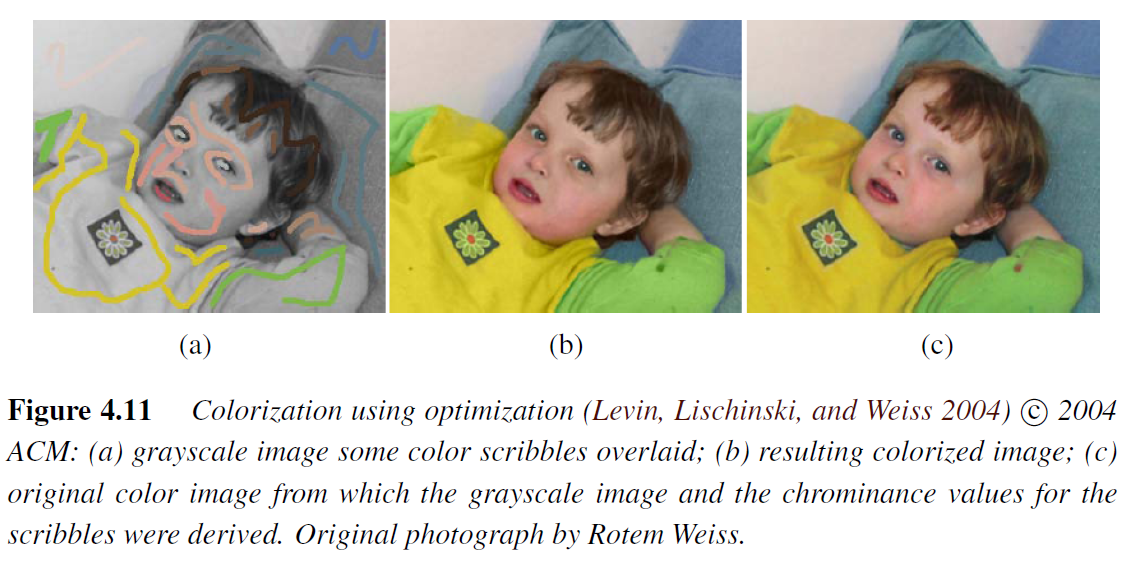 (a)
(b)
(c)
Figure 4.11 Colorization using optimization (Levin, Lischinski, and Weiss 2004) © 2004
ACM: (a) grayscale image some color scribbles overlaid; (b) resulting colorized image; (c)
original color image from which the grayscale image and the chrominance values for the
scribbles were derived. Original photograph by Rotem Weiss.